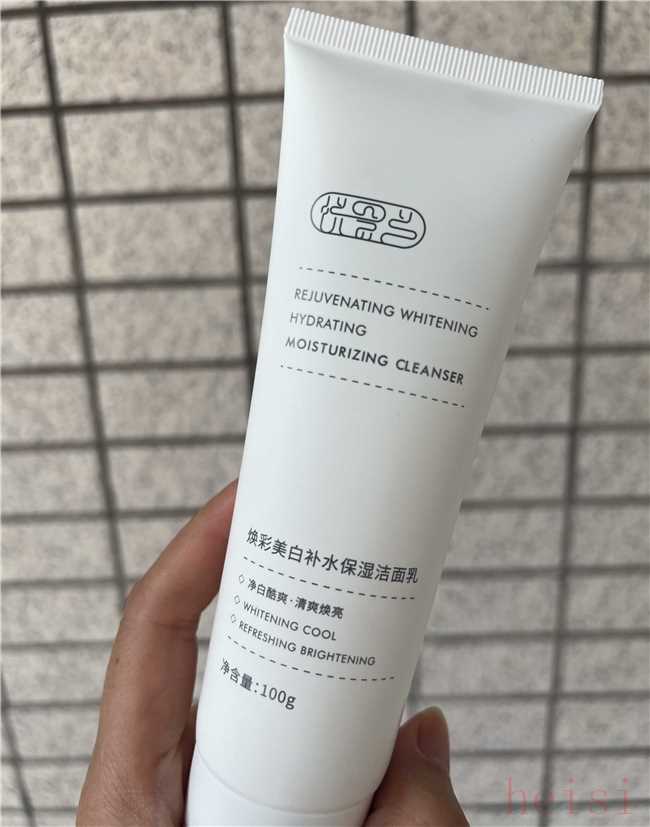 REJUVENATING WHITENING
HYDRATING
MOISTURIZING CLEANSER
焕彩美白补水保湿洁面乳
净白酷爽·清爽焕亮
WHITENING COOL
REFRESHING BRIGHTENING
净含量:100g
heisi